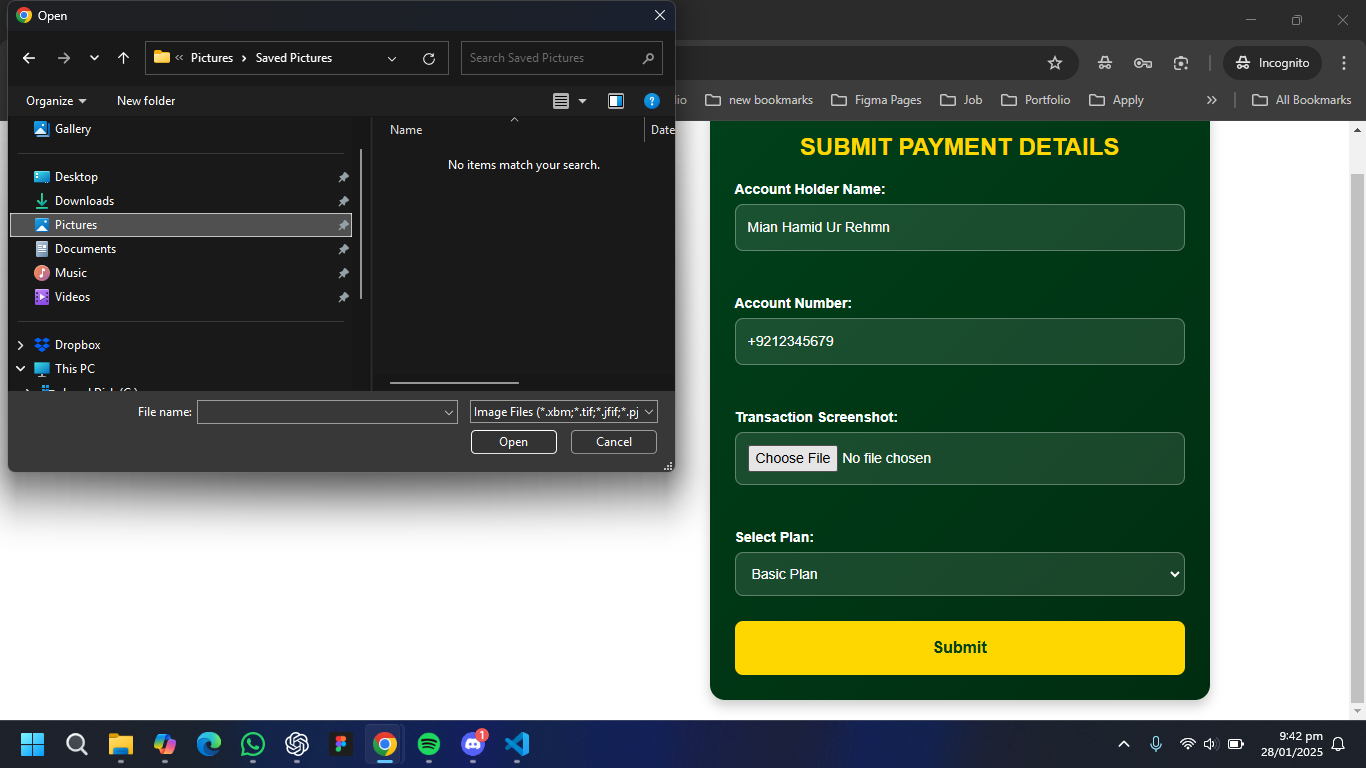 Open
Pictures > Saved Pictures
Search Saved Pictures
Organize
New folder
Gallery
Desktop
Downloads
Pictures
Documents
Music
Videos
Dropbox
This PC
Name
Date
No items match your search.
File name:
Image Files (*.xbm;*.tif;*.jfif;*.pj
Open
Cancel
Incognito
lio
new bookmarks
Figma Pages
Job
Portfolio
Apply
All Bookmarks
SUBMIT PAYMENT DETAILS
Account Holder Name:
Mian Hamid Ur Rehmn
Account Number:
+9212345679
Transaction Screenshot:
Choose File No file chosen
Select Plan:
Basic Plan
Submit
1
9:42 pm
28/01/2025